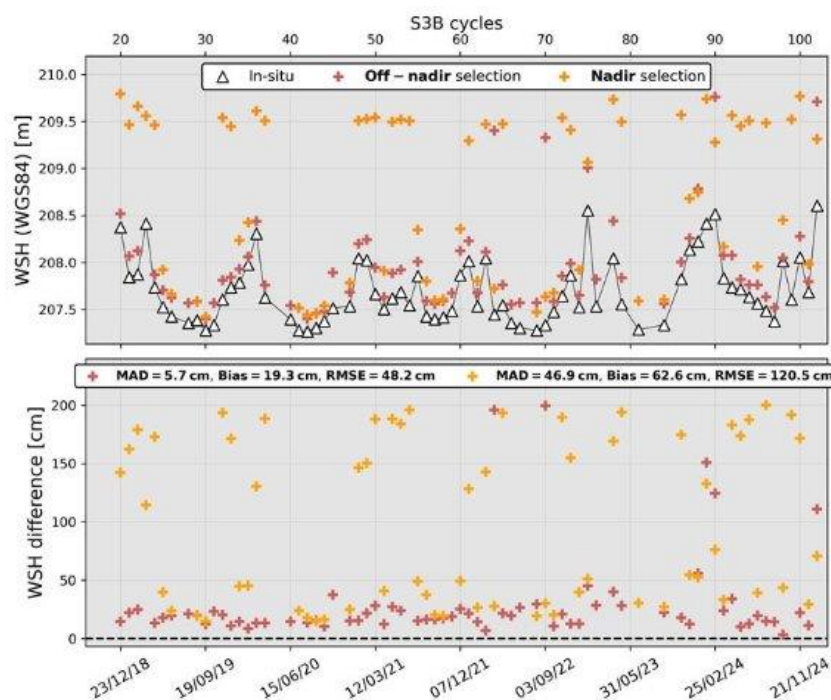 S3B cycles
20 30 40 50 60 70 80 90 100
△ In-situ + Off − nadir selection + Nadir selection
WSH (WGS84) [m]
210.0
209.5
209.0
208.5
208.0
207.5
+ MAD = 5.7 cm, Bias = 19.3 cm, RMSE = 48.2 cm + MAD = 46.9 cm, Bias = 62.6 cm, RMSE = 120.5 cm
WSH difference [cm]
200
150
100
50
0
23/12/18 19/09/19 15/06/20 12/03/21 07/12/21 03/09/22 31/05/23 25/02/24 21/11/24